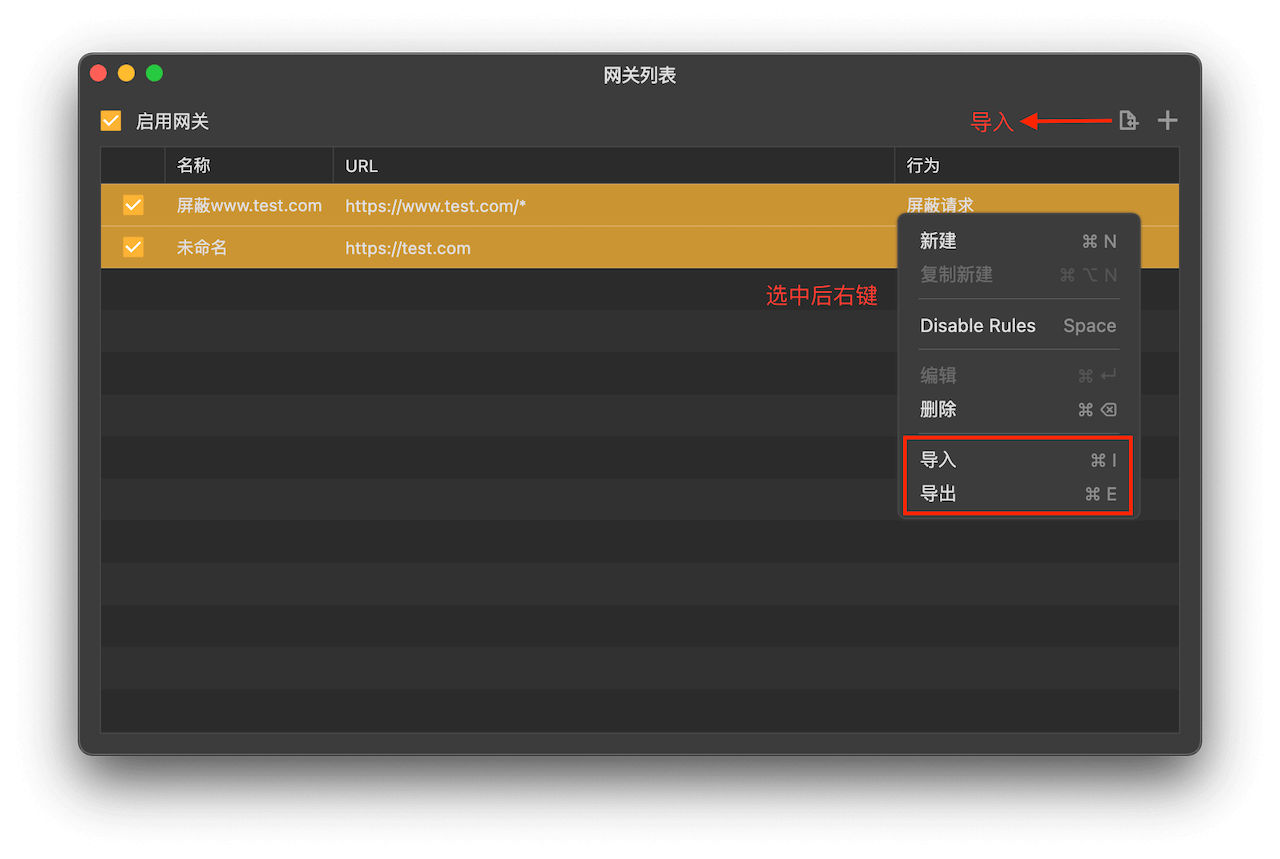 网关列表
启用网关
导入
名称 URL 行为
屏蔽www.test.com https://www.test.com/* 屏蔽请求
未命名 https://test.com
选中后右键
新建 ⌘ N
复制新建 ⌘ ⌥ N
Disable Rules Space
编辑 ⌘ ↩
删除 ⌘ ⌫
导入 ⌘ I
导出 ⌘ E